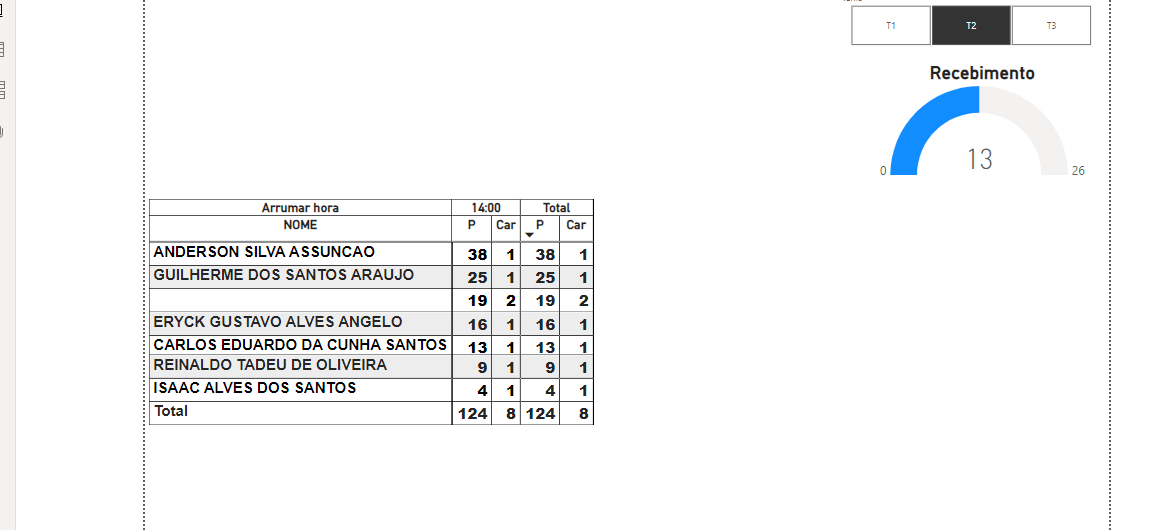 T1 T2 T3
Recebimento
13
0 26
Arrumar hora 14:00 Total
NOME P Car P Car
ANDERSON SILVA ASSUNCAO 38 1 38 1
GUILHERME DOS SANTOS ARAUJO 25 1 25 1
19 2 19 2
ERYCK GUSTAVO ALVES ANGELO 16 1 16 1
CARLOS EDUARDO DA CUNHA SANTOS 13 1 13 1
REINALDO TADEU DE OLIVEIRA 9 1 9 1
ISAAC ALVES DOS SANTOS 4 1 4 1
Total 124 8 124 8